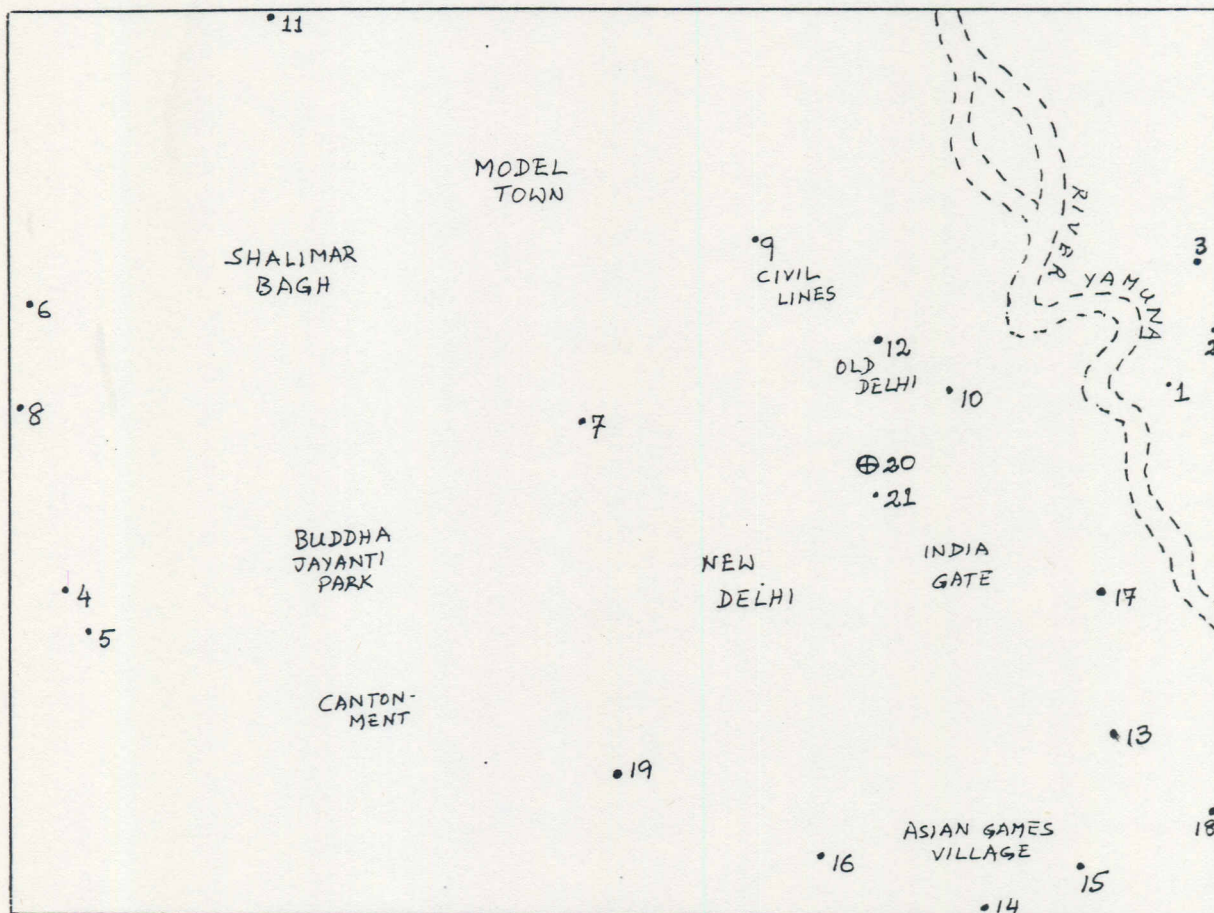 11
MODEL
TOWN
RIVER YAMUNA
9
CIVIL
LINES
3
SHALIMAR
BAGH
6
2
12
OLD
DELHI
10
1
8
7
20
21
BUDDHA
JAYANTI
PARK
NEW
DELHI
INDIA
GATE
4
17
5
CANTON-
MENT
13
19
18
ASIAN GAMES
VILLAGE
16
15
14